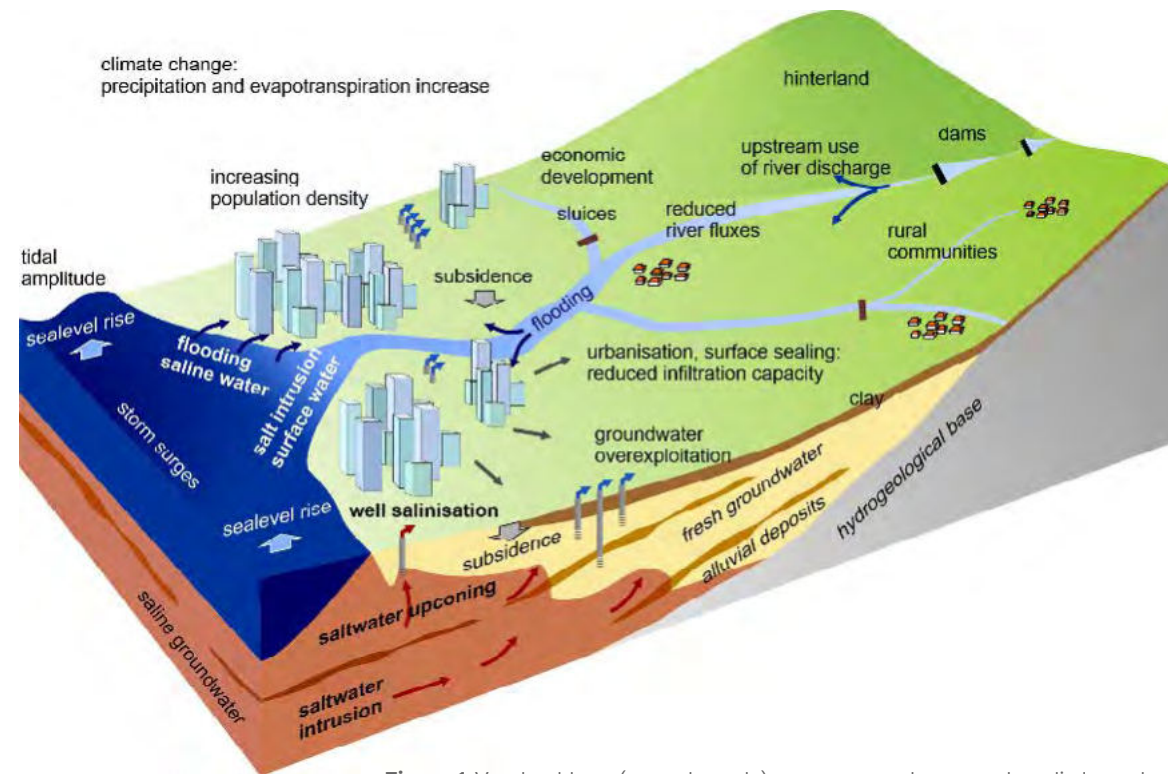 climate change:
precipitation and evapotranspiration increase
hinterland
dams
upstream use
of river discharge
economic
development
increasing
population density
sluices
reduced
river fluxes
rural
communities
tidal
amplitude
subsidence
flooding
sealevel rise
flooding
saline water
salt intrusion
surface water
urbanisation, surface sealing:
reduced infiltration capacity
clay
storm surges
groundwater
overexploitation
hydrogeological base
sealevel rise
well salinisation
fresh groundwater
subsidence
alluvial deposits
saltwater upconing
saline groundwater
saltwater
intrusion